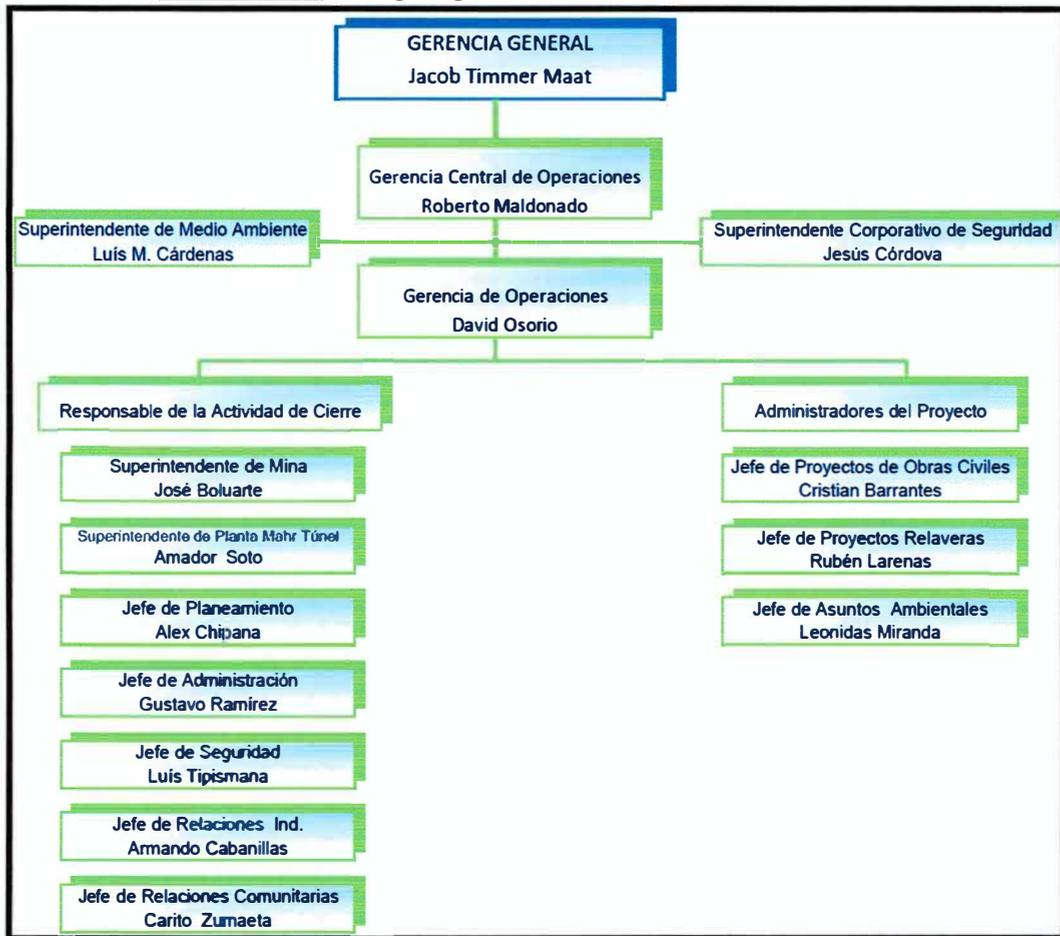 GERENCIA GENERAL
Jacob Timmer Maat
Gerencia Central de Operaciones
Roberto Maldonado
Superintendente de Medio Ambiente
Luís M. Cárdenas
Superintendente Corporativo de Seguridad
Jesús Córdova
Gerencia de Operaciones
David Osorio
Responsable de la Actividad de Cierre
Superintendente de Mina
José Boluarte
Superintendente de Planta Mahr Túnel
Amador Soto
Jefe de Planeamiento
Alex Chipana
Jefe de Administración
Gustavo Ramírez
Jefe de Seguridad
Luís Tipismana
Jefe de Relaciones Ind.
Armando Cabanillas
Jefe de Relaciones Comunitarias
Carito Zumaeta
Administradores del Proyecto
Jefe de Proyectos de Obras Civiles
Cristian Barrantes
Jefe de Proyectos Relaveras
Rubén Larenas
Jefe de Asuntos Ambientales
Leonidas Miranda